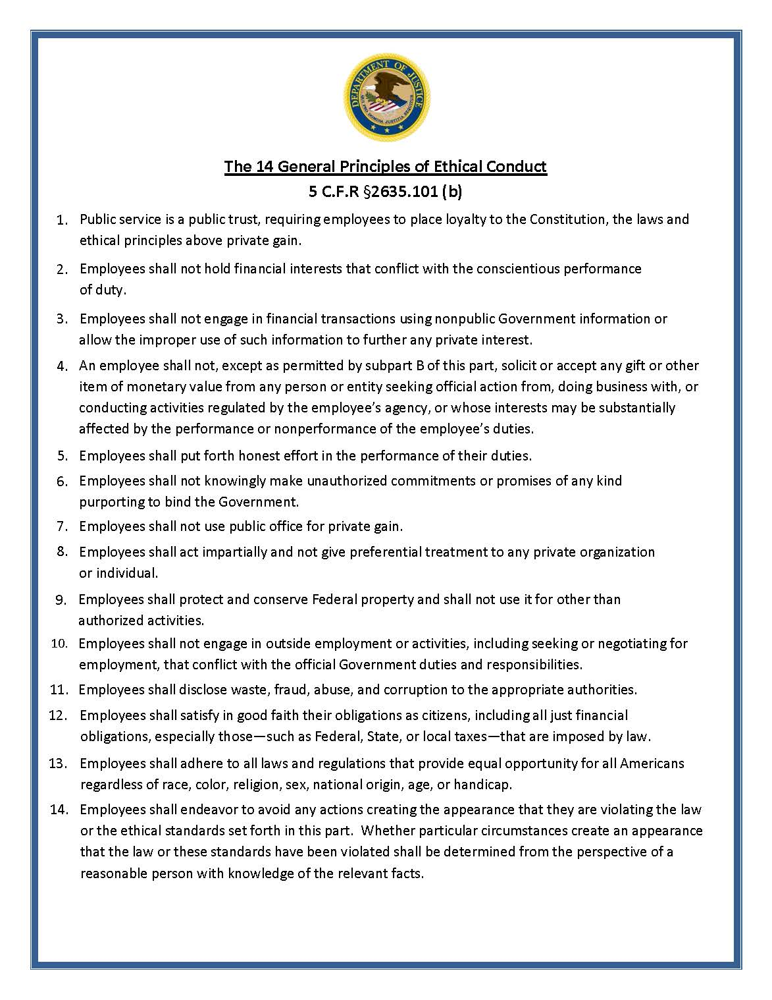 DEPARTMENT OF JUSTICE
QUI PRO DOMINA JUSTITIA SEQUITUR
The 14 General Principles of Ethical Conduct
5 C.F.R §2635.101 (b)
1. Public service is a public trust, requiring employees to place loyalty to the Constitution, the laws and
ethical principles above private gain.
2. Employees shall not hold financial interests that conflict with the conscientious performance
of duty.
3. Employees shall not engage in financial transactions using nonpublic Government information or
allow the improper use of such information to further any private interest.
4. An employee shall not, except as permitted by subpart B of this part, solicit or accept any gift or other
item of monetary value from any person or entity seeking official action from, doing business with, or
conducting activities regulated by the employee’s agency, or whose interests may be substantially
affected by the performance or nonperformance of the employee’s duties.
5. Employees shall put forth honest effort in the performance of their duties.
6. Employees shall not knowingly make unauthorized commitments or promises of any kind
purporting to bind the Government.
7. Employees shall not use public office for private gain.
8. Employees shall act impartially and not give preferential treatment to any private organization
or individual.
9. Employees shall protect and conserve Federal property and shall not use it for other than
authorized activities.
10. Employees shall not engage in outside employment or activities, including seeking or negotiating for
employment, that conflict with the official Government duties and responsibilities.
11. Employees shall disclose waste, fraud, abuse, and corruption to the appropriate authorities.
12. Employees shall satisfy in good faith their obligations as citizens, including all just financial
obligations, especially those—such as Federal, State, or local taxes—that are imposed by law.
13. Employees shall adhere to all laws and regulations that provide equal opportunity for all Americans
regardless of race, color, religion, sex, national origin, age, or handicap.
14. Employees shall endeavor to avoid any actions creating the appearance that they are violating the law
or the ethical standards set forth in this part. Whether particular circumstances create an appearance
that the law or these standards have been violated shall be determined from the perspective of a
reasonable person with knowledge of the relevant facts.